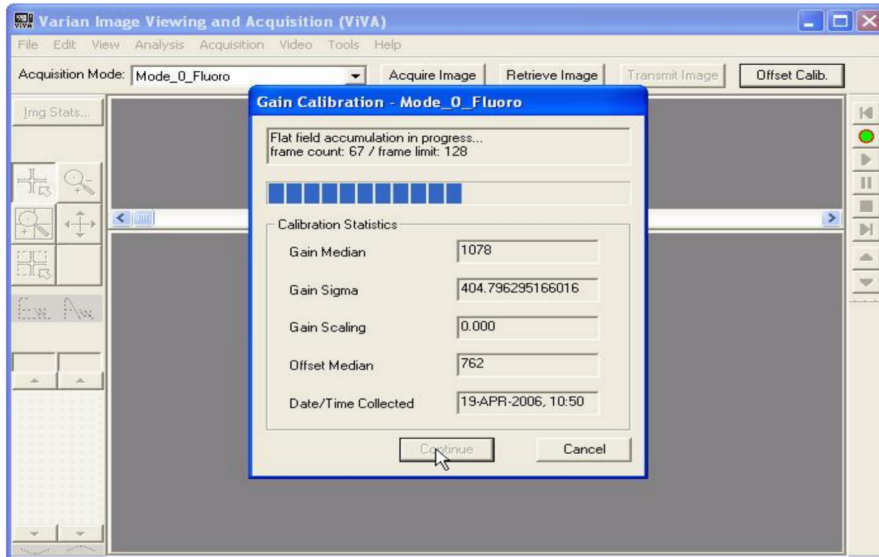 Varian Image Viewing and Acquisition (ViVA)
File Edit View Analysis Acquisition Video Tools Help
Acquisition Mode: Mode_0_Fluoro Acquire Image Retrieve Image Transmit Image Offset Calib.
Img Stats...
Gain Calibration - Mode_0_Fluoro
Flat field accumulation in progress...
frame count: 67 / frame limit: 128
Calibration Statistics
Gain Median 1078
Gain Sigma 404.796295166016
Gain Scaling 0.000
Offset Median 762
Date/Time Collected 19-APR-2006, 10:50
Continue Cancel